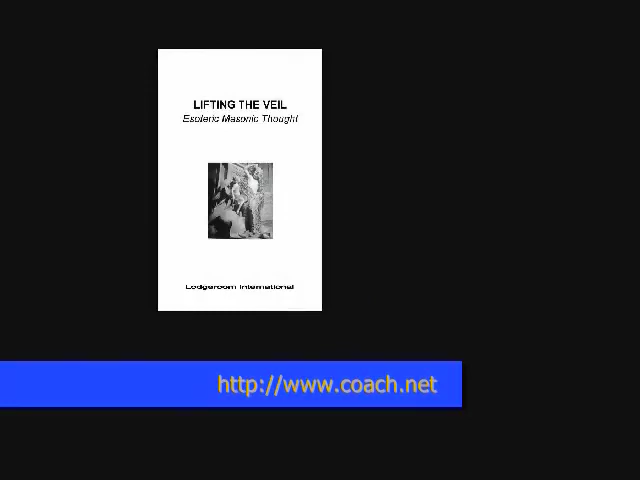 LIFTING THE VEIL
Esoteric Masonic Thought
Lodgeroom International
http://www.coach.net